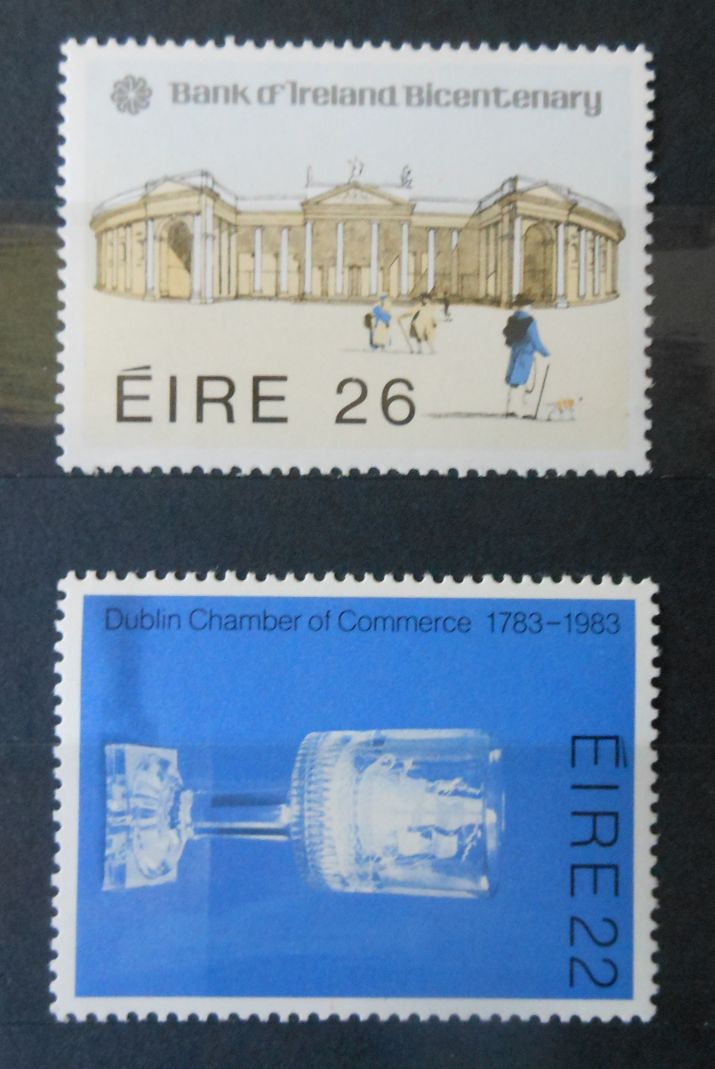 Bank of Ireland Bicentenary
ÉIRE 26
Dublin Chamber of Commerce 1783-1983
ÉIRE 22